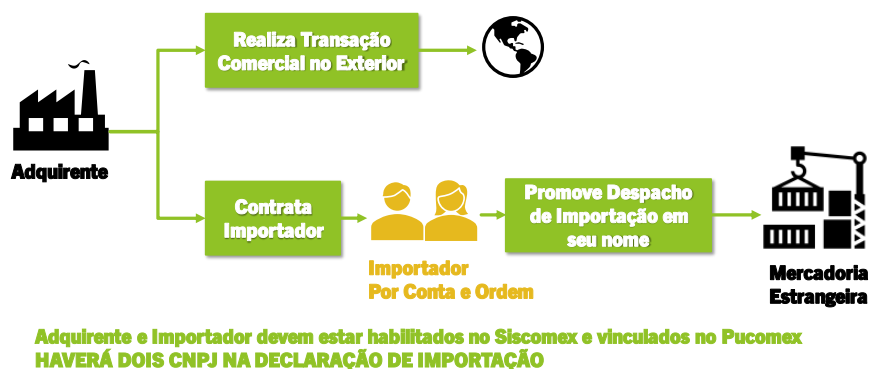 Realiza Transação
Comercial no Exterior
Adquirente
Contrata
Importador
Importador
Por Conta e Ordem
Promove Despacho
de Importação em
seu nome
Mercadoria
Estrangeira
Adquirente e Importador devem estar habilitados no Siscomex e vinculados no Pucomex
HAVERÁ DOIS CNPJ NA DECLARAÇÃO DE IMPORTAÇÃO